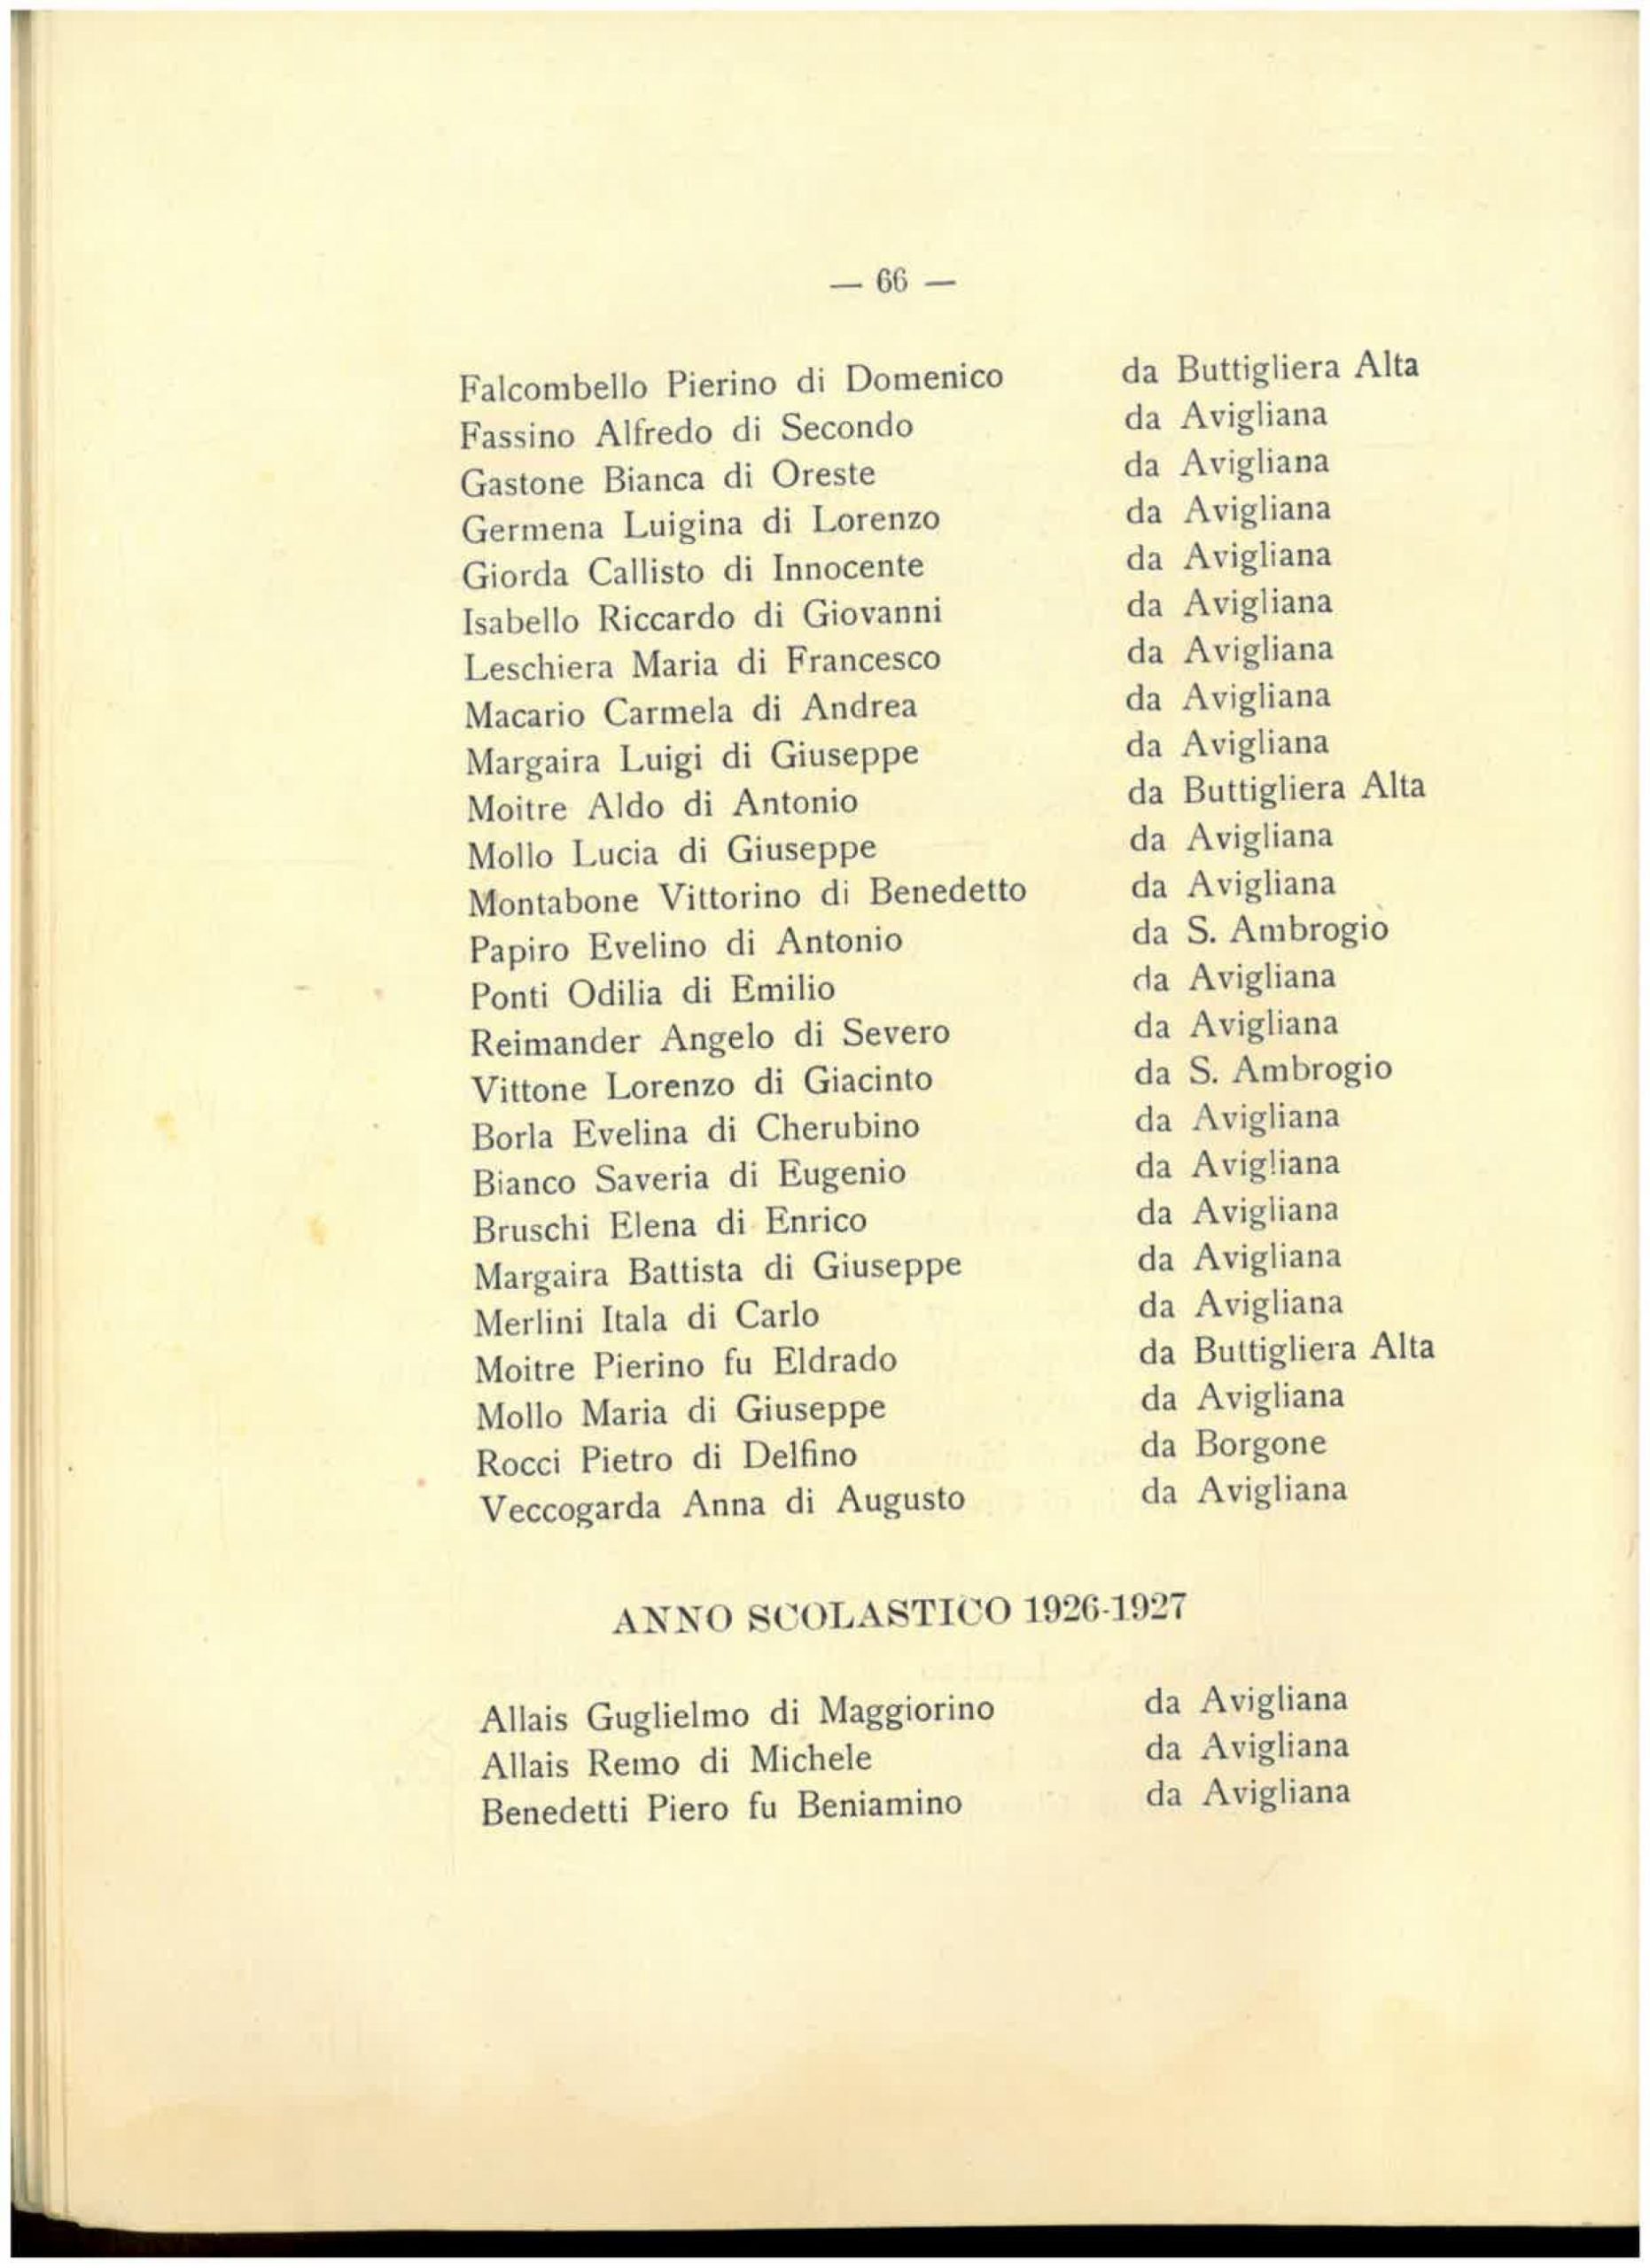 — 66 —
Falcombello Pierino di Domenico da Buttigliera Alta
Fassino Alfredo di Secondo da Avigliana
Gastone Bianca di Oreste da Avigliana
Germena Luigina di Lorenzo da Avigliana
Giorda Callisto di Innocente da Avigliana
Isabello Riccardo di Giovanni da Avigliana
Leschiera Maria di Francesco da Avigliana
Macario Carmela di Andrea da Avigliana
Margaira Luigi di Giuseppe da Avigliana
Moitre Aldo di Antonio da Buttigliera Alta
Mollo Lucia di Giuseppe da Avigliana
Montabone Vittorino di Benedetto da Avigliana
Papiro Evelino di Antonio da S. Ambrogio
Ponti Odilia di Emilio da Avigliana
Reimander Angelo di Severo da Avigliana
Vittone Lorenzo di Giacinto da S. Ambrogio
Borla Evelina di Cherubino da Avigliana
Bianco Saveria di Eugenio da Avigliana
Bruschi Elena di Enrico da Avigliana
Margaira Battista di Giuseppe da Avigliana
Merlini Itala di Carlo da Avigliana
Moitre Pierino fu Eldrado da Buttigliera Alta
Mollo Maria di Giuseppe da Avigliana
Rocci Pietro di Delfino da Borgone
Veccogarda Anna di Augusto da Avigliana
ANNO SCOLASTICO 1926-1927
Allais Guglielmo di Maggiorino da Avigliana
Allais Remo di Michele da Avigliana
Benedetti Piero fu Beniamino da Avigliana